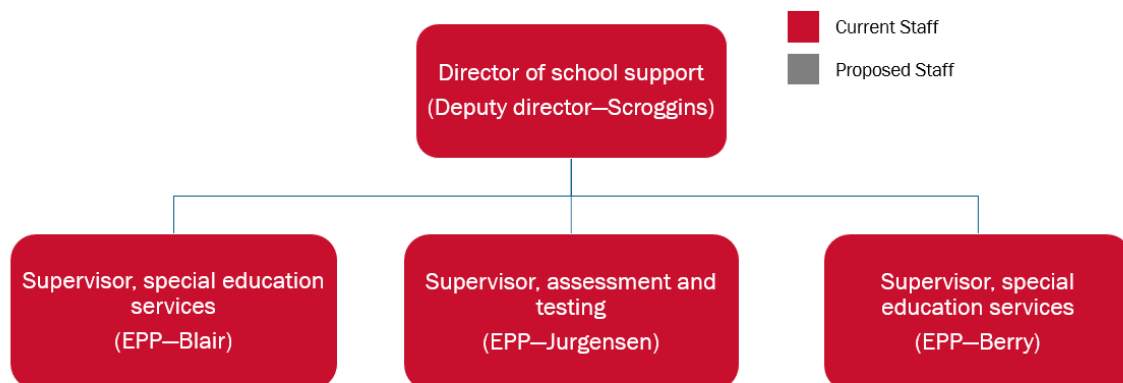 Current Staff
Proposed Staff
Director of school support
(Deputy director—Scroggins)
Supervisor, special education
services
(EPP—Blair)
Supervisor, assessment and
testing
(EPP—Jurgensen)
Supervisor, special
education services
(EPP—Berry)